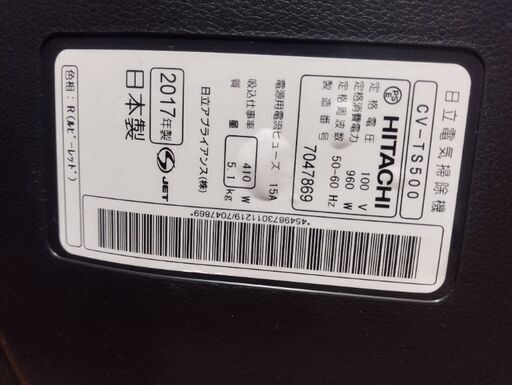 日立電気掃除機
CV-TS500
PSE HITACHI
定格電圧 100 V
定格消費電力 960 W
定格周波数 50-60 Hz
製造番号 7047869
電源用電流ヒューズ 15A
吸込仕事率 410 W
質量 5.1 kg
日立アプライアンス(株)
2017年製 S JET
日本製
色相:R(ルビーレッド)
*4549873011219/7047869*